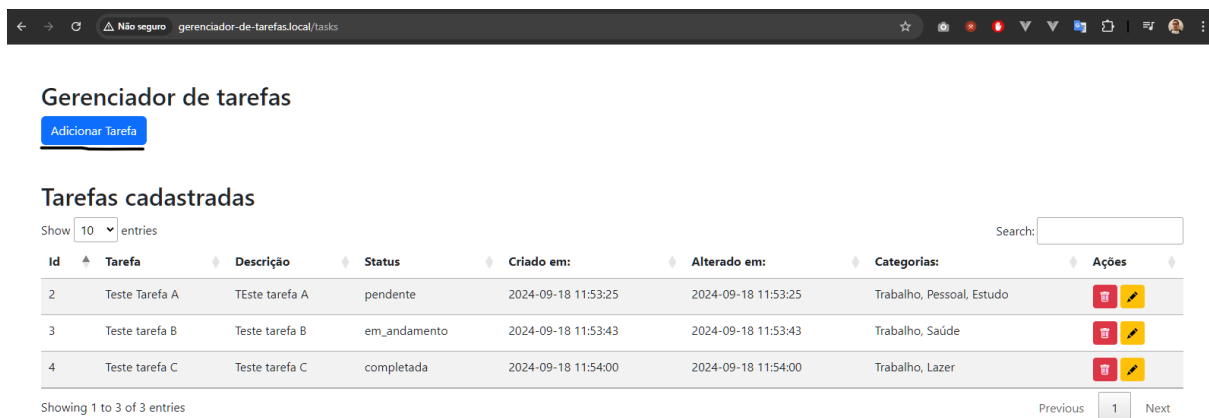 Não seguro gerenciador-de-tarefas.local/tasks
Gerenciador de tarefas
Adicionar Tarefa
Tarefas cadastradas
Show 10 entries Search:
Id Tarefa Descrição Status Criado em: Alterado em: Categorias: Ações
2 Teste Tarefa A TEste tarefa A pendente 2024-09-18 11:53:25 2024-09-18 11:53:25 Trabalho, Pessoal, Estudo
3 Teste tarefa B Teste tarefa B em_andamento 2024-09-18 11:53:43 2024-09-18 11:53:43 Trabalho, Saúde
4 Teste tarefa C Teste tarefa C completada 2024-09-18 11:54:00 2024-09-18 11:54:00 Trabalho, Lazer
Showing 1 to 3 of 3 entries Previous 1 Next